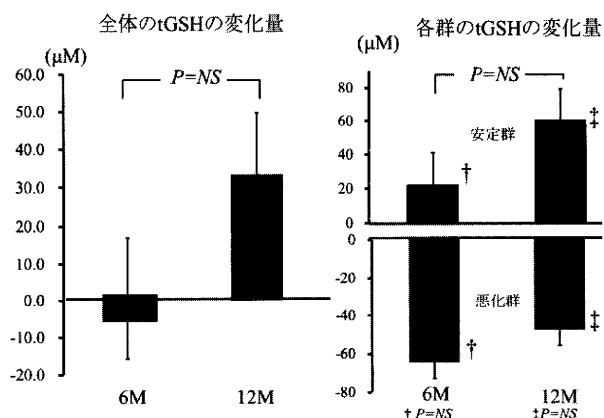 全体のtGSHの変化量
(μM)
60.0
50.0
40.0
30.0
20.0
10.0
0.0
-10.0
-20.0
P=NS
6M
12M
各群のtGSHの変化量
(μM)
80
60
40
20
0
P=NS
安定群
†
‡
0
-20
-40
-60
-80
悪化群
†
‡
6M
12M
† P=NS
‡P=NS